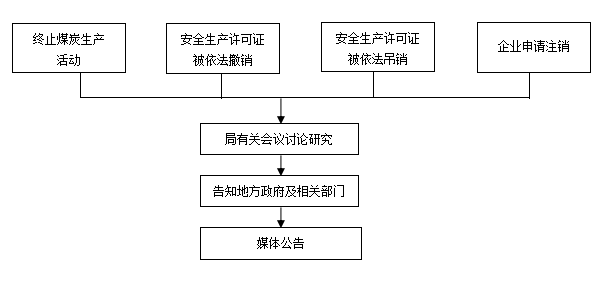 终止煤炭生产
活动
安全生产许可证
被依法撤销
安全生产许可证
被依法吊销
企业申请注销
局有关会议讨论研究
告知地方政府及相关部门
媒体公告